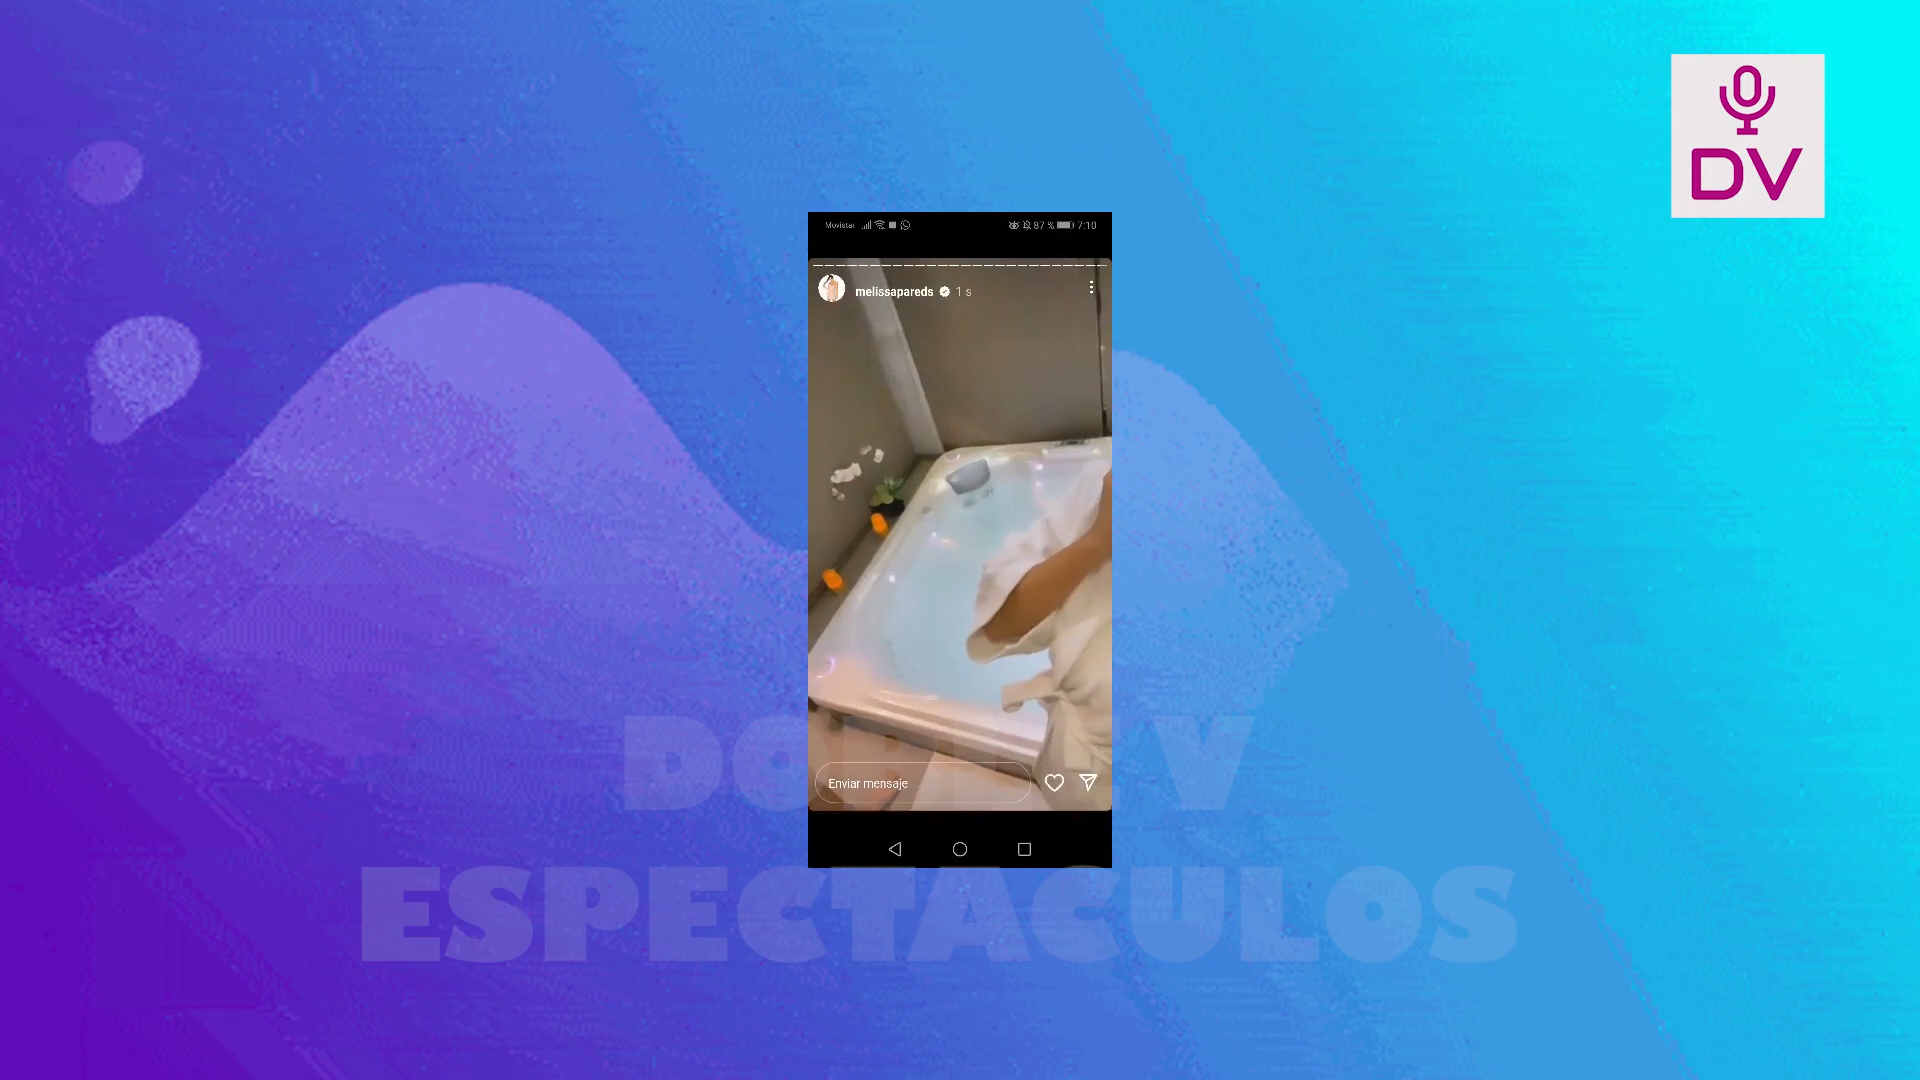 DV
Movistar 87 % 7:10
melissapareds 1 s
Enviar mensaje
ESPECTACULOS